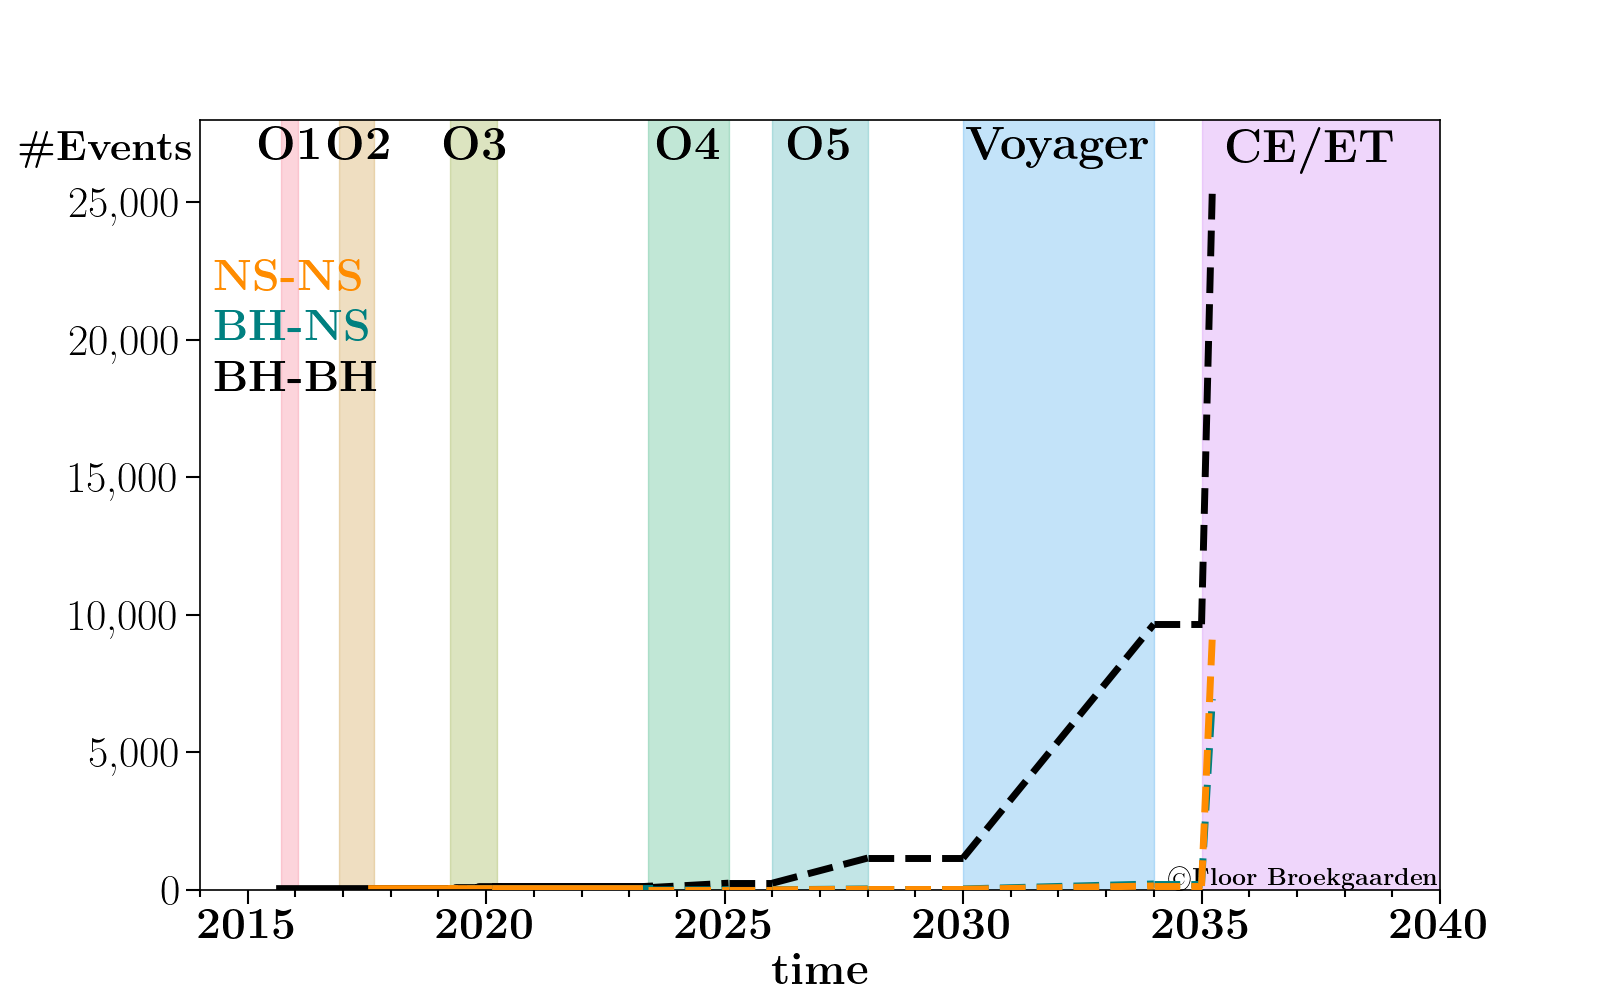 #Events
O1 O2 O3 O4 O5 Voyager CE/ET
25,000
NS-NS
BH-NS
20,000
BH-BH
15,000
10,000
5,000
©Floor Broekgaarden
0
2015 2020 2025 2030 2035 2040
time